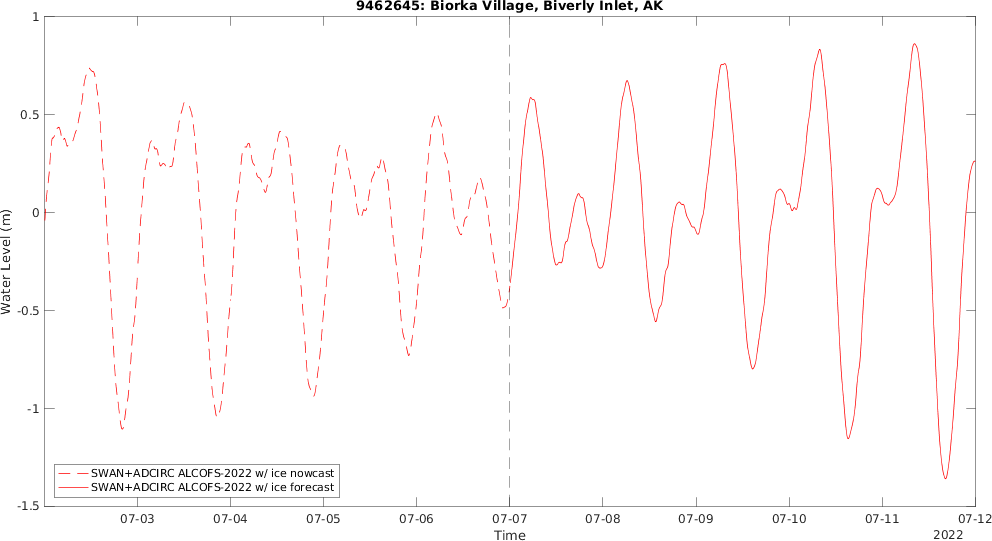 9462645: Biorka Village, Biverly Inlet, AK
1
0.5
0
-0.5
-1
-1.5
Water Level (m)
SWAN+ADCIRC ALCOFS-2022 w/ ice nowcast
SWAN+ADCIRC ALCOFS-2022 w/ ice forecast
07-03 07-04 07-05 07-06 07-07 07-08 07-09 07-10 07-11 07-12
Time
2022